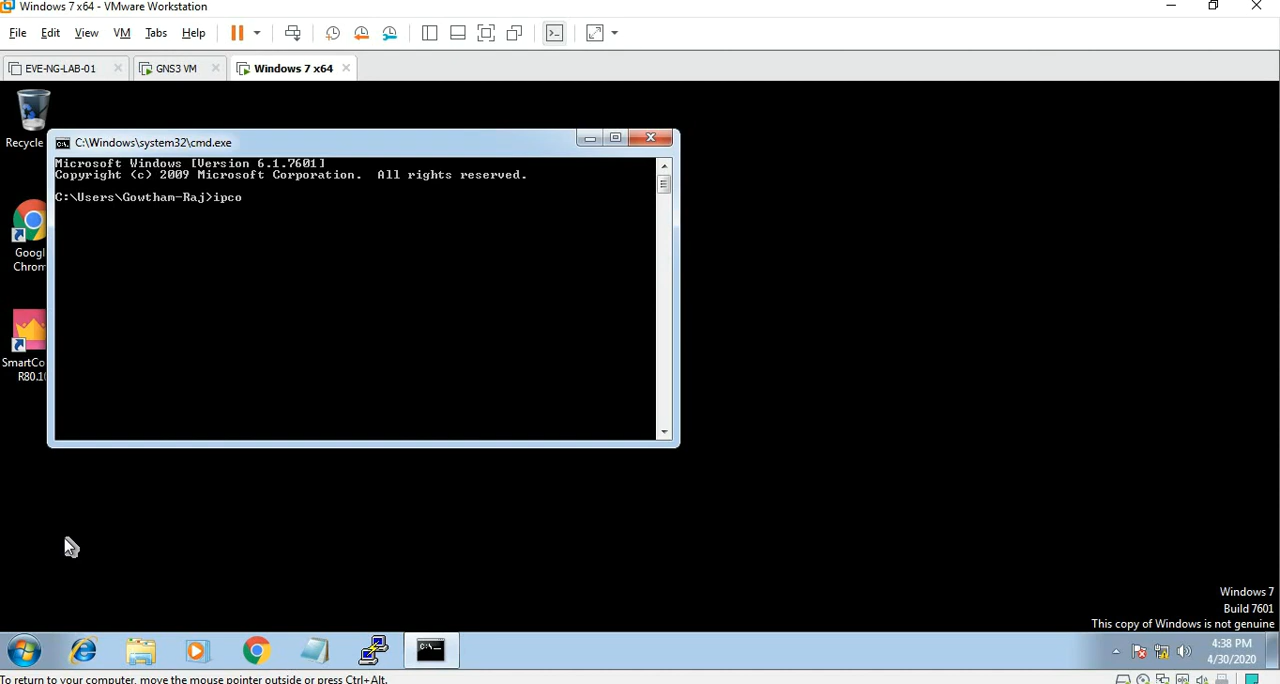 Windows 7 x64 - VMware Workstation
File Edit View VM Tabs Help
EVE-NG-LAB-01 GNS3 VM Windows 7 x64
Recycle
C:\Windows\system32\cmd.exe
Microsoft Windows [Version 6.1.7601]
Copyright (c) 2009 Microsoft Corporation. All rights reserved.
C:\Users\Gowtham-Raj>ipco
Googl
Chrom
SmartCo
R80.10
Windows 7
Build 7601
This copy of Windows is not genuine
4:38 PM
4/30/2020
To return to your computer, move the mouse pointer outside or press Ctrl+Alt.